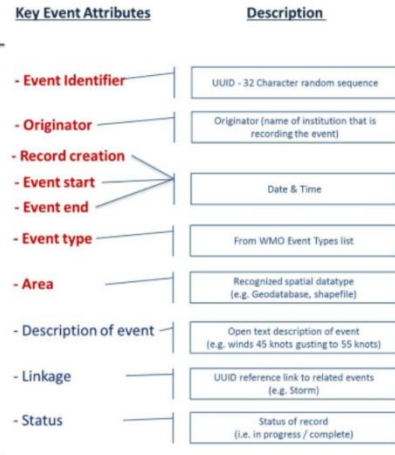 Key Event Attributes
Description
- Event Identifier
UUID - 32 Character random sequence
- Originator
Originator (name of institution that is
recording the event)
- Record creation
- Event start
- Event end
Date & Time
- Event type
From WMO Event Types list
- Area
Recognized spatial datatype
(e.g. Geodatabase, shapefile)
- Description of event
Open text description of event
(e.g. winds 45 knots gusting to 55 knots)
- Linkage
UUID reference link to related events
(e.g. Storm)
- Status
Status of record
(i.e. in progress / complete)